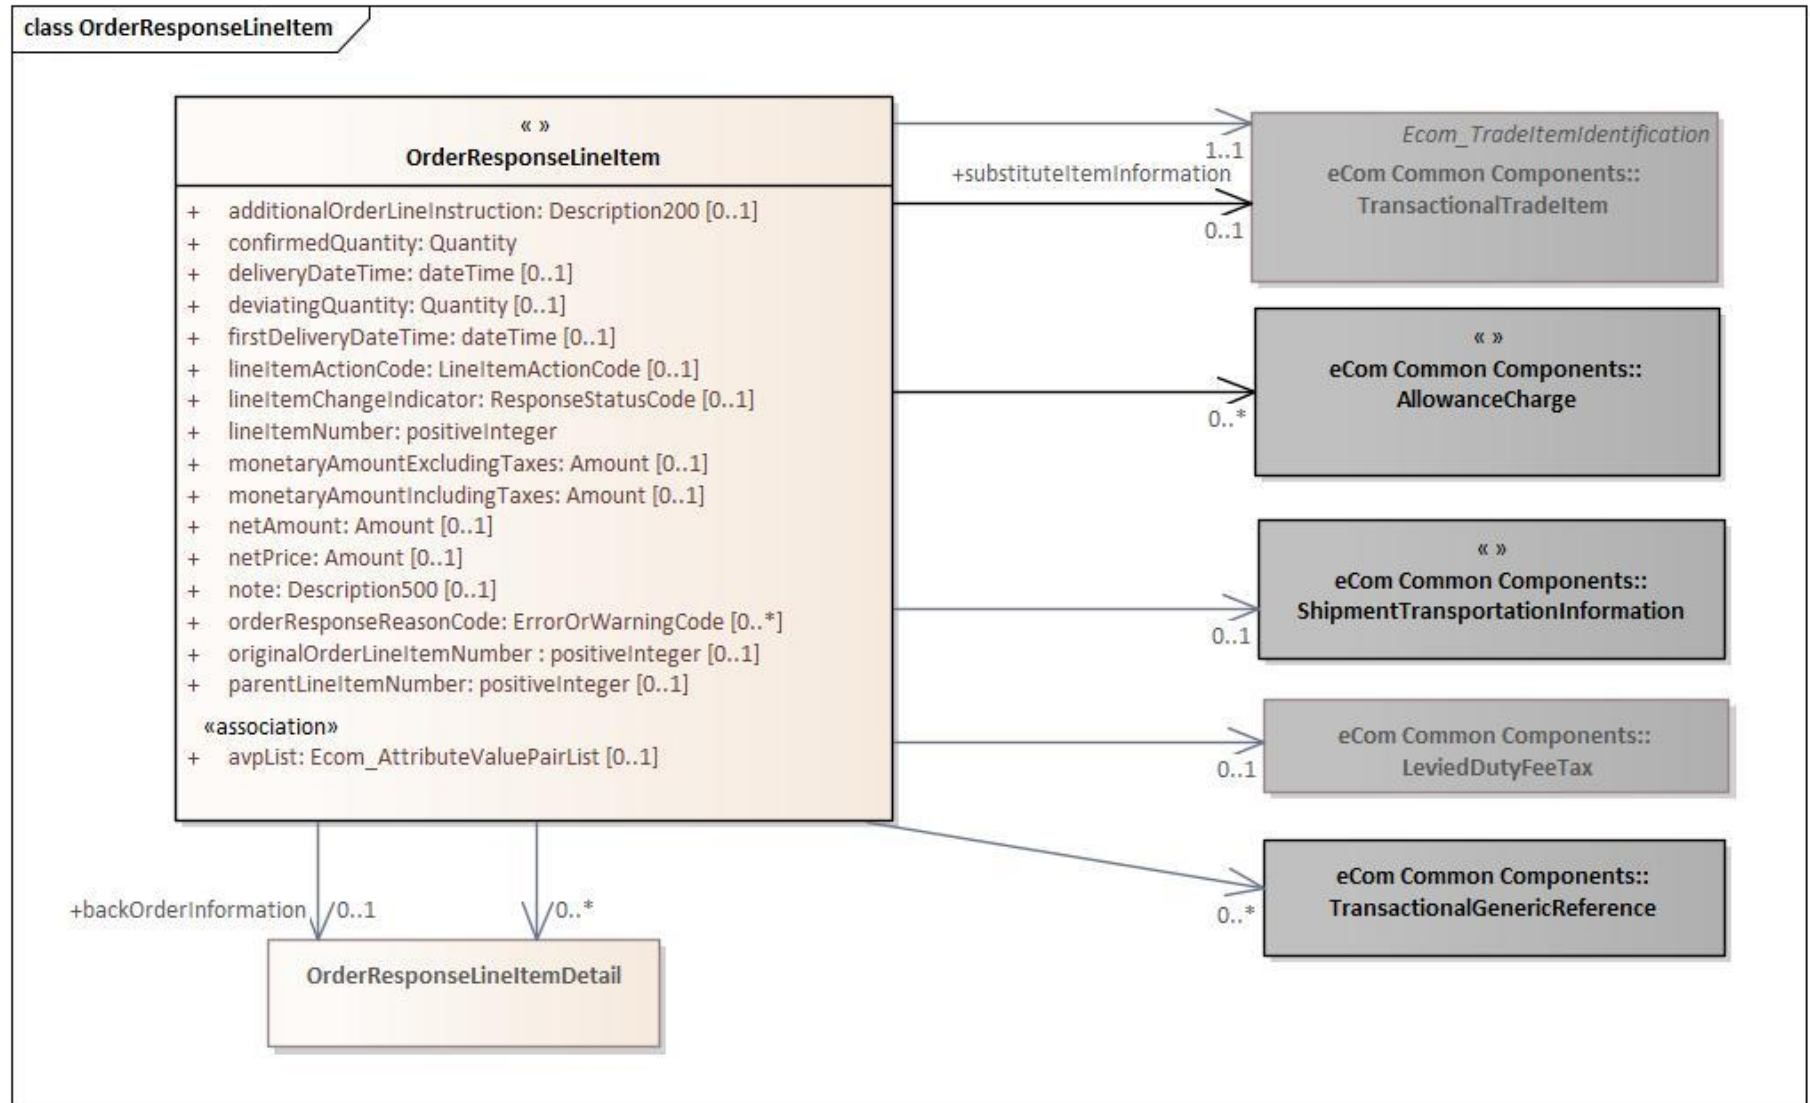 class OrderResponseLineItem
« »
OrderResponseLineItem
+ additionalOrderLineInstruction: Description200 [0..1]
+ confirmedQuantity: Quantity
+ deliveryDateTime: dateTime [0..1]
+ deviatingQuantity: Quantity [0..1]
+ firstDeliveryDateTime: dateTime [0..1]
+ lineItemActionCode: LineItemActionCode [0..1]
+ lineItemChangeIndicator: ResponseStatusCode [0..1]
+ lineItemNumber: positiveInteger
+ monetaryAmountExcludingTaxes: Amount [0..1]
+ monetaryAmountIncludingTaxes: Amount [0..1]
+ netAmount: Amount [0..1]
+ netPrice: Amount [0..1]
+ note: Description500 [0..1]
+ orderResponseReasonCode: ErrorOrWarningCode [0..*]
+ originalOrderLineItemNumber : positiveInteger [0..1]
+ parentLineItemNumber: positiveInteger [0..1]
«association»
+ avpList: Ecom_AttributeValuePairList [0..1]
1..1
+substituteItemInformation
0..1
Ecom_TradeItemIdentification
eCom Common Components::
TransactionalTradeItem
0..*
« »
eCom Common Components::
AllowanceCharge
0..1
« »
eCom Common Components::
ShipmentTransportationInformation
0..1
eCom Common Components::
LeviedDutyFeeTax
0..*
eCom Common Components::
TransactionalGenericReference
+backOrderInformation 0..1
0..*
OrderResponseLineItemDetail